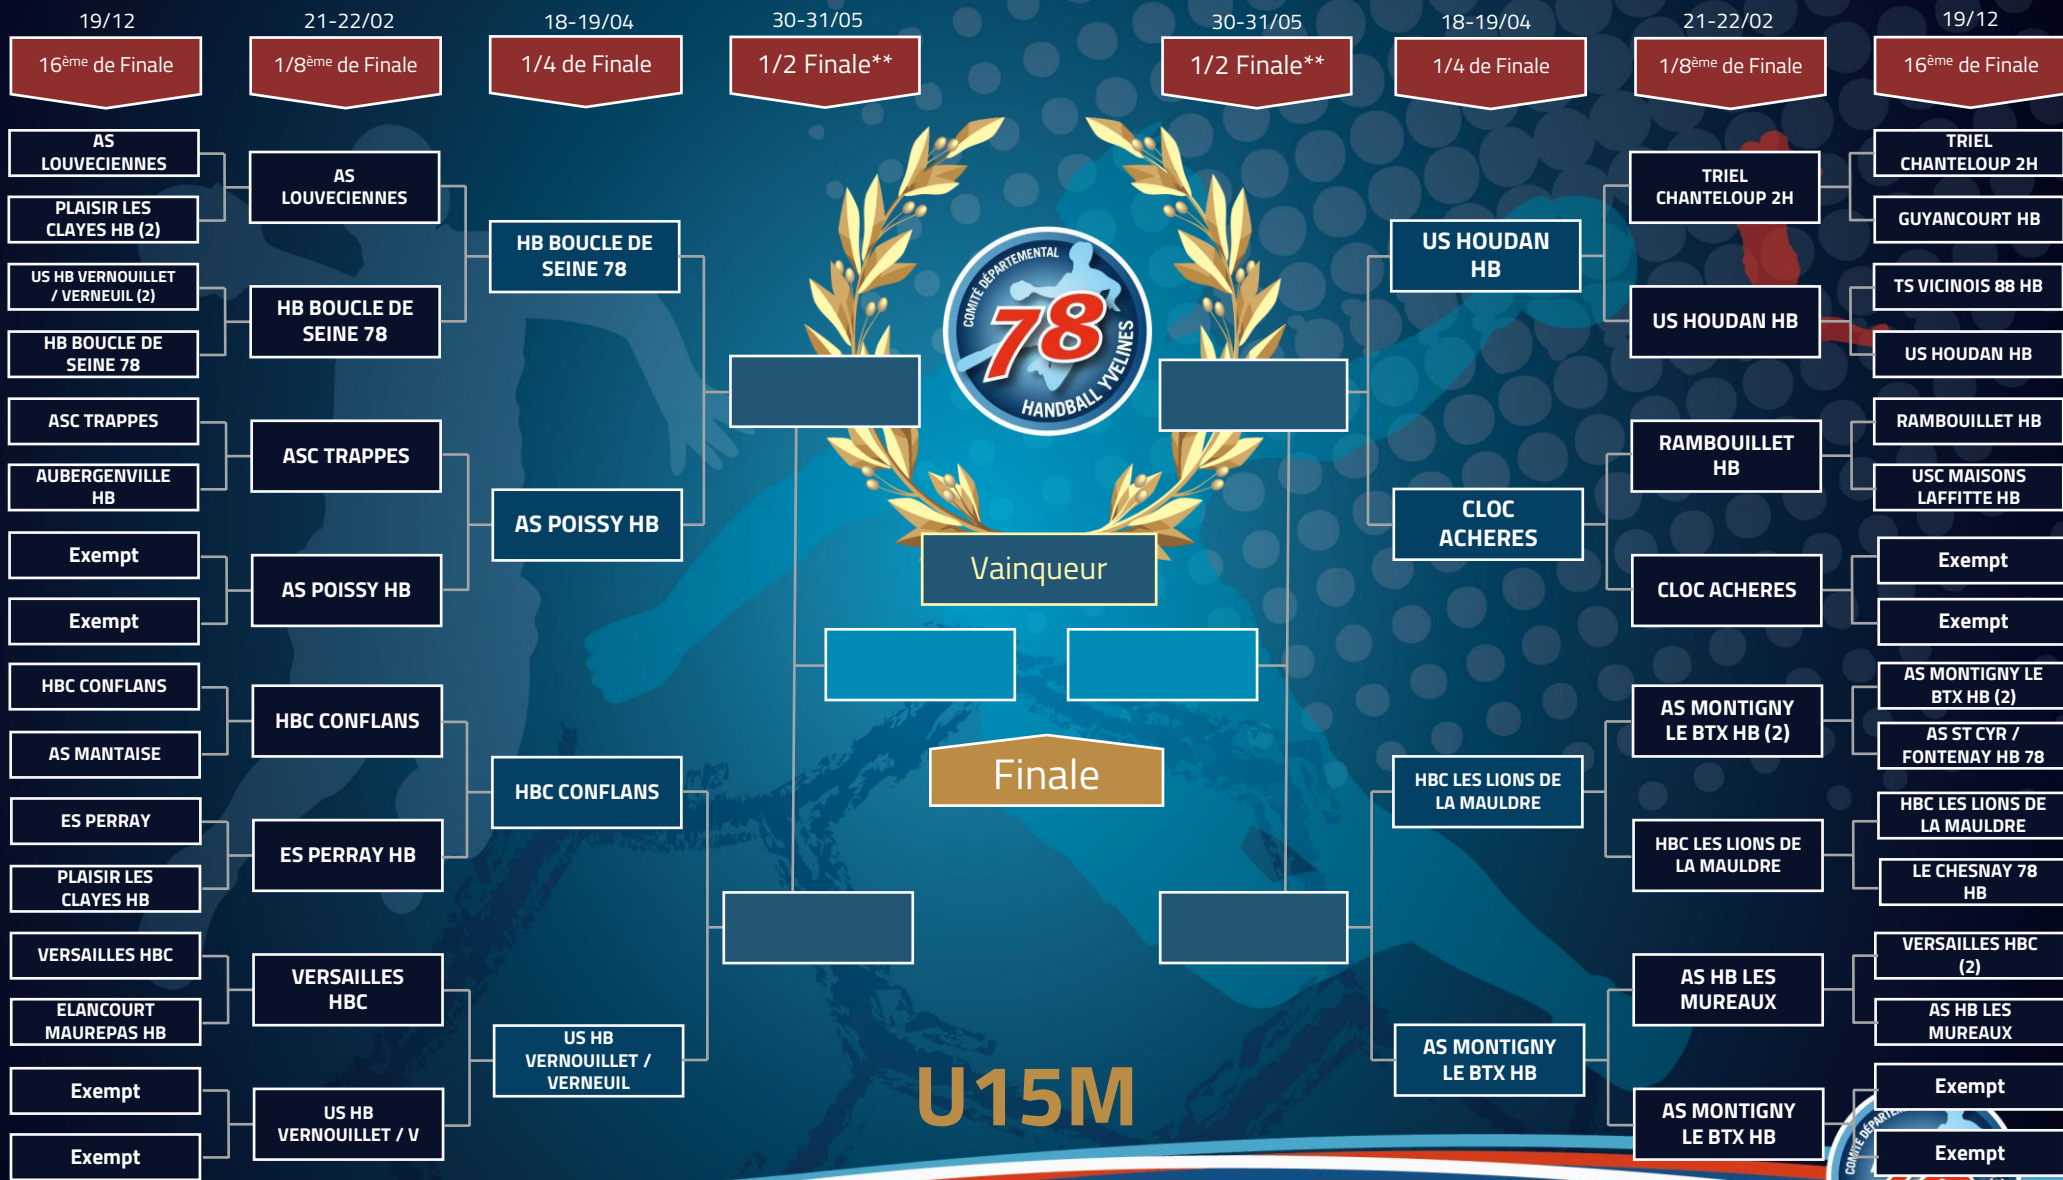 19/12
21-22/02
18-19/04
30-31/05
30-31/05
18-19/04
21-22/02
19/12
16ème de Finale
1/8ème de Finale
1/4 de Finale
1/2 Finale**
1/2 Finale**
1/4 de Finale
1/8ème de Finale
16ème de Finale
AS
LOUVECIENNES
PLAISIR LES
CLAYES HB (2)
US HB VERNOUILLET
/ VERNEUIL (2)
HB BOUCLE DE
SEINE 78
ASC TRAPPES
AUBERGENVILLE
HB
Exempt
Exempt
HBC CONFLANS
AS MANTAISE
ES PERRAY
PLAISIR LES
CLAYES HB
VERSAILLES HBC
ELANCOURT
MAUREPAS HB
Exempt
Exempt
AS
LOUVECIENNES
HB BOUCLE DE
SEINE 78
ASC TRAPPES
AS POISSY HB
HBC CONFLANS
ES PERRAY HB
VERSAILLES
HBC
US HB
VERNOUILLET / V
HB BOUCLE DE
SEINE 78
AS POISSY HB
HBC CONFLANS
US HB
VERNOUILLET /
VERNEUIL
COMITÉ DÉPARTEMENTAL
78
HANDBALL YVELINES
Vainqueur
Finale
U15M
US HOUDAN
HB
CLOC
ACHERES
HBC LES LIONS DE
LA MAULDRE
AS MONTIGNY
LE BTX HB
TRIEL
CHANTELOUP 2H
US HOUDAN HB
RAMBOUILLET
HB
CLOC ACHERES
AS MONTIGNY
LE BTX HB (2)
HBC LES LIONS DE
LA MAULDRE
AS HB LES
MUREAUX
AS MONTIGNY
LE BTX HB
TRIEL
CHANTELOUP 2H
GUYANCOURT HB
TS VICINOIS 88 HB
US HOUDAN HB
RAMBOUILLET HB
USC MAISONS
LAFFITTE HB
Exempt
Exempt
AS MONTIGNY LE
BTX HB (2)
AS ST CYR /
FONTENAY HB 78
HBC LES LIONS DE
LA MAULDRE
LE CHESNAY 78
HB
VERSAILLES HBC
(2)
AS HB LES
MUREAUX
Exempt
Exempt